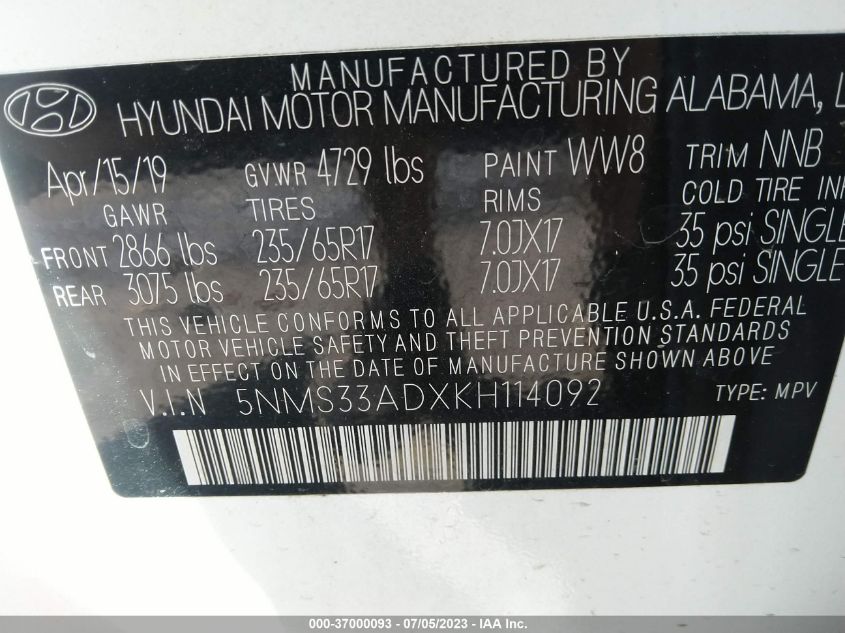 MANUFACTURED BY
HYUNDAI MOTOR MANUFACTURING ALABAMA,
Apr/15/19 GVWR 4729 lbs PAINT WW8 TRIM NNB
GAWR TIRES RIMS COLD TIRE
FRONT 2866 lbs 235/65R17 7.0JX17 35 psi SINGLE
REAR 3075 lbs 235/65R17 7.0JX17 35 psi SINGLE
THIS VEHICLE CONFORMS TO ALL APPLICABLE U.S.A. FEDERAL
MOTOR VEHICLE SAFETY AND THEFT PREVENTION STANDARDS
IN EFFECT ON THE DATE OF MANUFACTURE SHOWN ABOVE
V.I.N 5NMS33ADXKH114092 TYPE: MPV
000-37000093 - 07/05/2023 - IAA Inc.